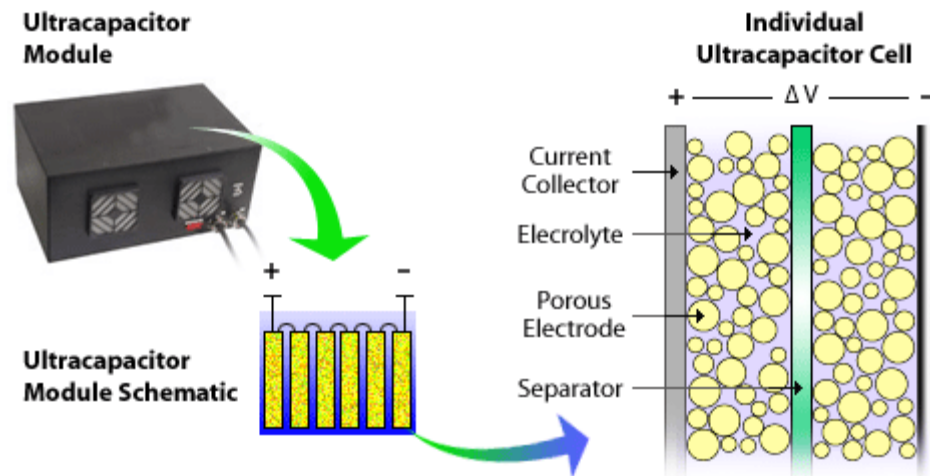 Ultracapacitor
Module
Individual
Ultracapacitor Cell
+ ΔV −
Current
Collector
Elecrolyte
Porous
Electrode
Separator
+ −
Ultracapacitor
Module Schematic